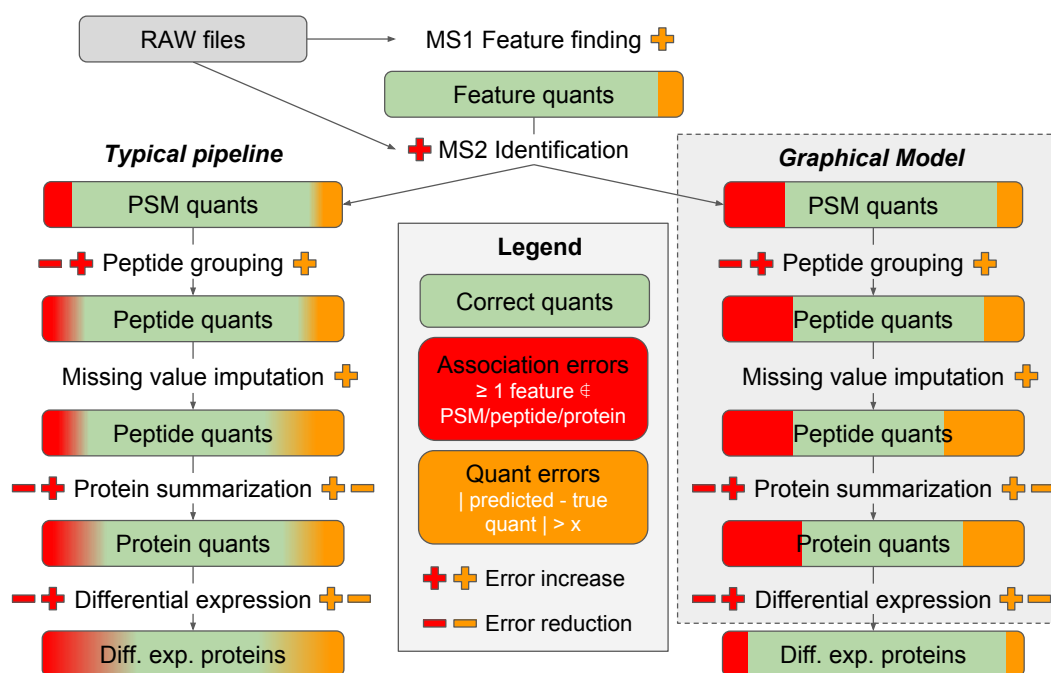 RAW files
MS1 Feature finding
Feature quants
MS2 Identification
Typical pipeline
PSM quants
Peptide grouping
Peptide quants
Missing value imputation
Peptide quants
Protein summarization
Protein quants
Differential expression
Diff. exp. proteins
Legend
Correct quants
Association errors
≥ 1 feature ∉
PSM/peptide/protein
Quant errors
| predicted - true
quant | > x
Error increase
Error reduction
Graphical Model
PSM quants
Peptide grouping
Peptide quants
Missing value imputation
Peptide quants
Protein summarization
Protein quants
Differential expression
Diff. exp. proteins